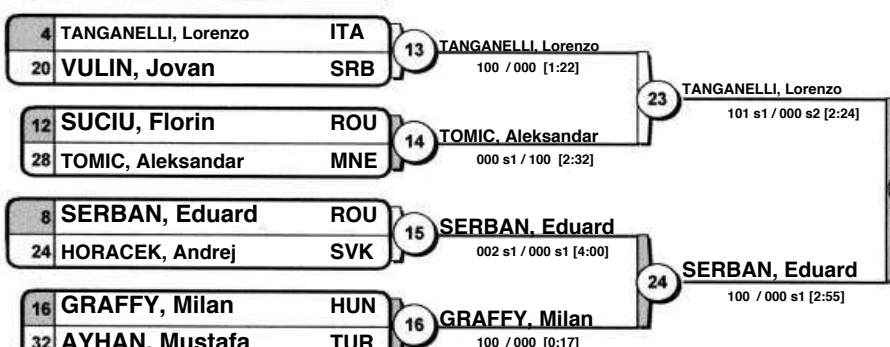 4 TANGANELLI, Lorenzo ITA
20 VULIN, Jovan SRB
13
TANGANELLI, Lorenzo
100 / 000 [1:22]
12 SUCIU, Florin ROU
28 TOMIC, Aleksandar MNE
14
TOMIC, Aleksandar
000 s1 / 100 [2:32]
23
TANGANELLI, Lorenzo
101 s1 / 000 s2 [2:24]
8 SERBAN, Eduard ROU
24 HORACEK, Andrej SVK
15
SERBAN, Eduard
002 s1 / 000 s1 [4:00]
16 GRAFFY, Milan HUN
32 AYHAN, Mustafa TUR
16
GRAFFY, Milan
100 / 000 [0:17]
24
SERBAN, Eduard
100 / 000 s1 [2:55]